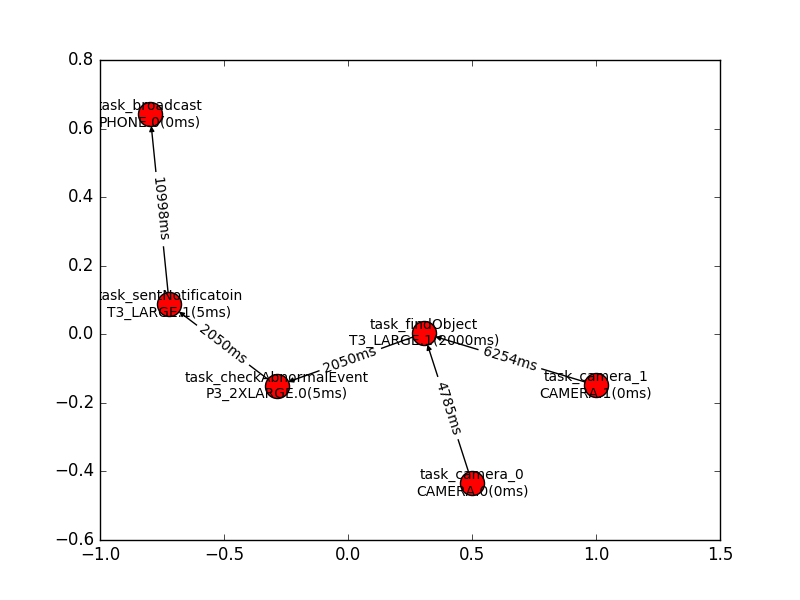 0.8
0.6
0.4
0.2
0.0
−0.2
−0.4
−0.6
−1.0
−0.5
0.0
0.5
1.0
1.5
task_broadcast
PHONE.0(0ms)
10998ms
task_sentNotificatoin
T3_LARGE.1(5ms)
2050ms
task_checkAbnormalEvent
P3_2XLARGE.0(5ms)
2050ms
task_findObject
T3_LARGE.1(2000ms)
6254ms
task_camera_1
CAMERA.1(0ms)
4785ms
task_camera_0
CAMERA.0(0ms)